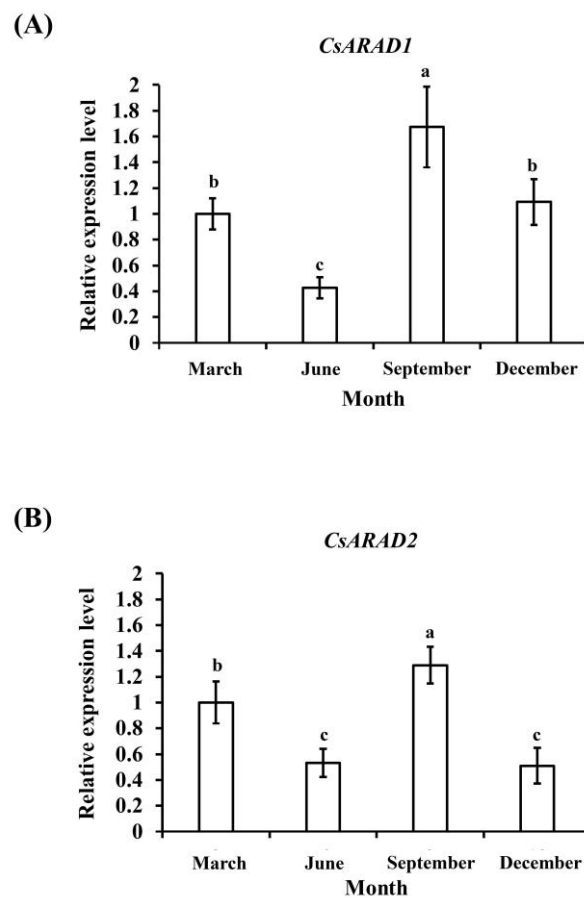 (A)
CsARAD1
Relative expression level
2
1.8
1.6
1.4
1.2
1
0.8
0.6
0.4
0.2
0
b
c
a
b
March June September December
Month
(B)
CsARAD2
Relative expression level
2
1.8
1.6
1.4
1.2
1
0.8
0.6
0.4
0.2
0
b
c
a
c
March June September December
Month